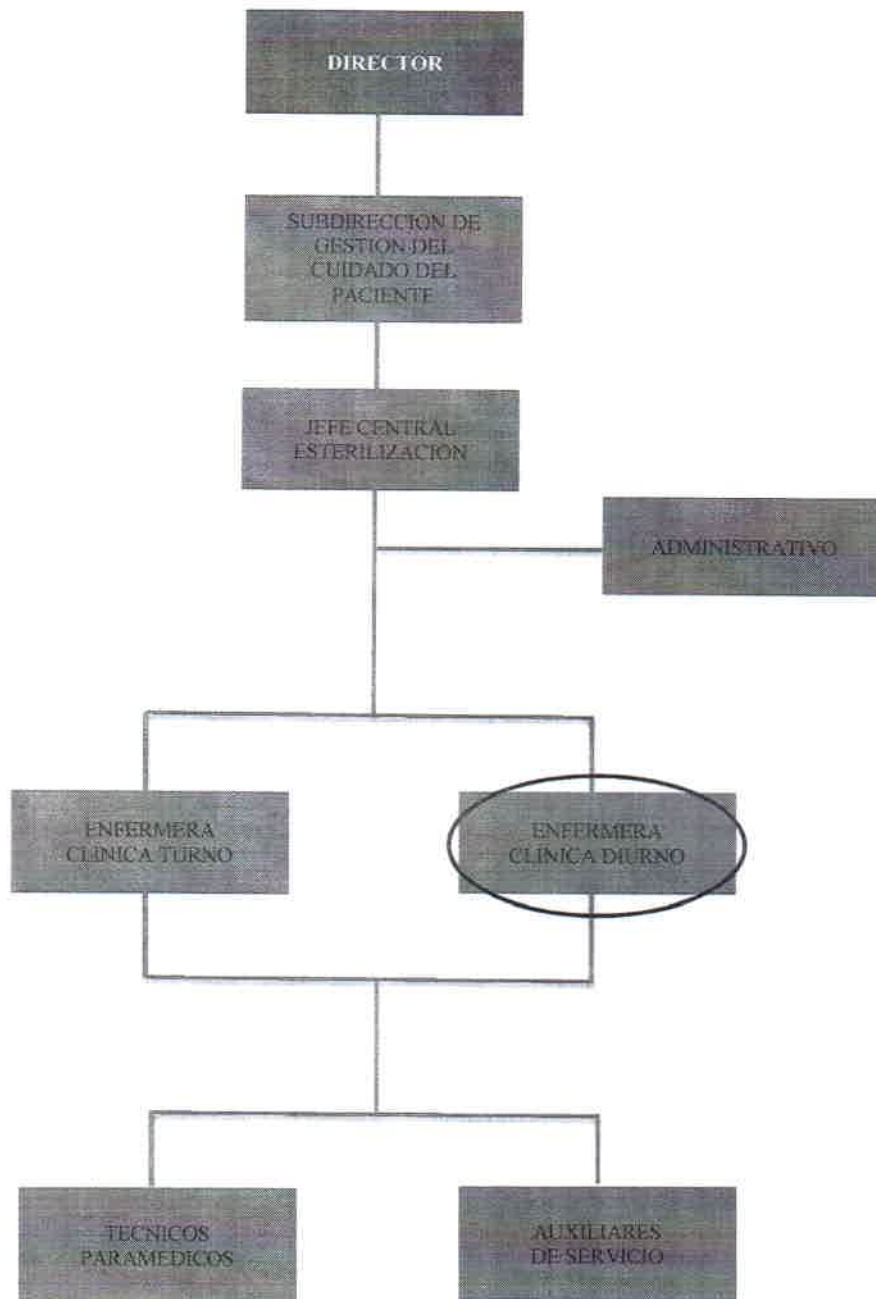 DIRECTOR
SUBDIRECCION DE
GESTION DEL
CUIDADO DEL
PACIENTE
JEFE CENTRAL
ESTERILIZACION
ADMINISTRATIVO
ENFERMERA
CLINICA TURNO
ENFERMERA
CLINICA DIURNO
TECNICOS
PARAMEDICOS
AUXILIARES
DE SERVICIO